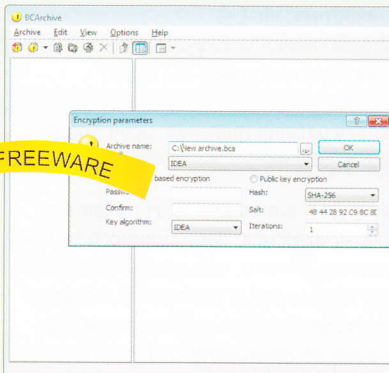 BCArchive
Archive Edit View Options Help
Encryption parameters
Archive name: C:\New archive.bca
OK
IDEA
Cancel
FREEWARE
based encryption
Public key encryption
Hash: SHA-256
Confirm:
Salt: 48 44 28 92 C9 8C 8E
Key algorithm: IDEA
Iterations: 1